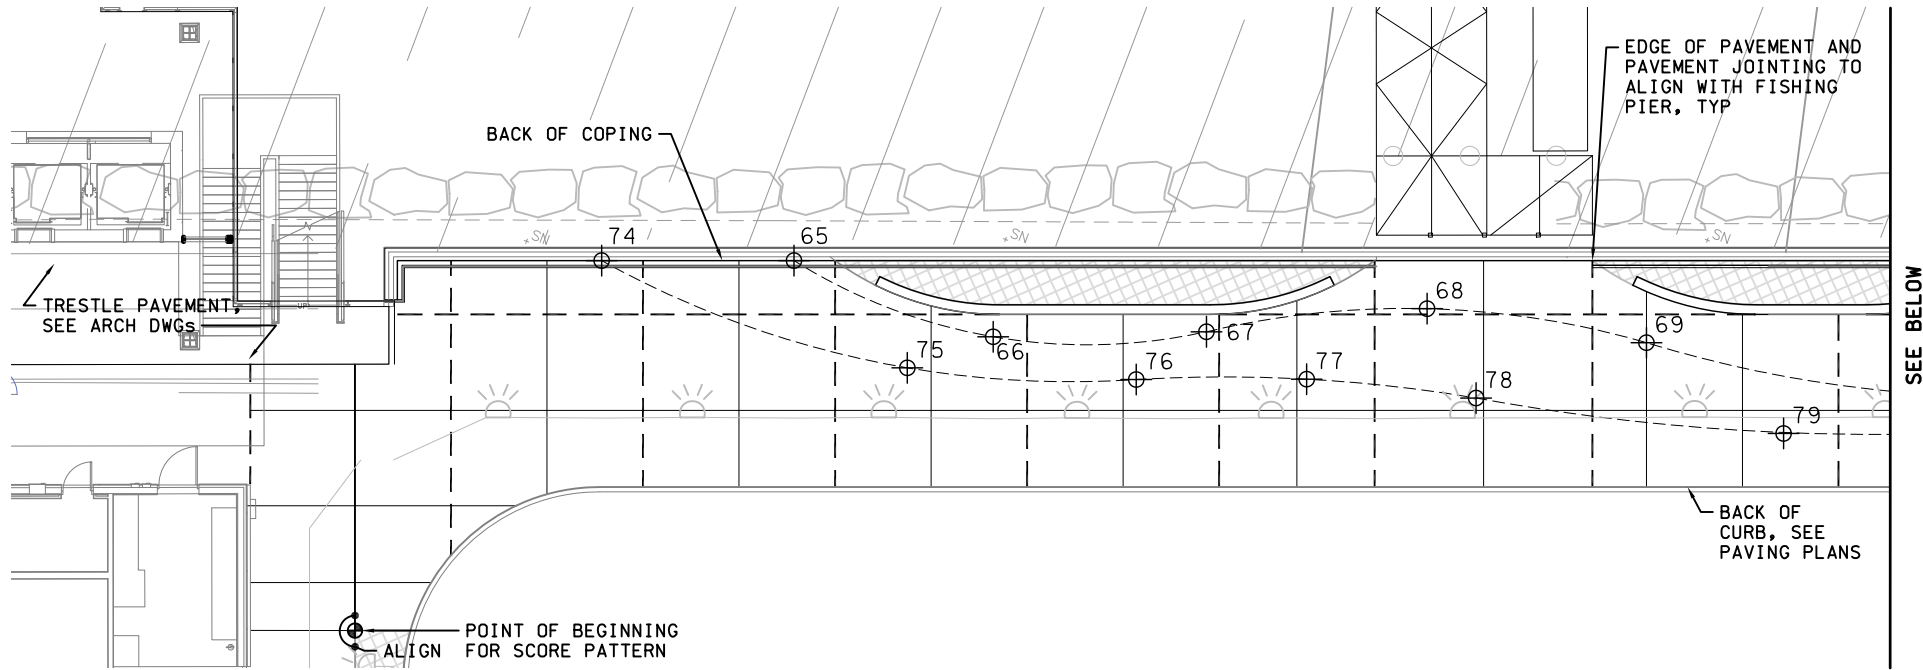 EDGE OF PAVEMENT AND
PAVEMENT JOINTING TO
ALIGN WITH FISHING
PIER, TYP
BACK OF COPING
74
65
SN
SN
SN
TRESTLE PAVEMENT,
SEE ARCH DWGs
UP
68
67
69
66
75
76
77
78
79
SEE BELOW
BACK OF
CURB, SEE
PAVING PLANS
POINT OF BEGINNING
FOR SCORE PATTERN
ALIGN